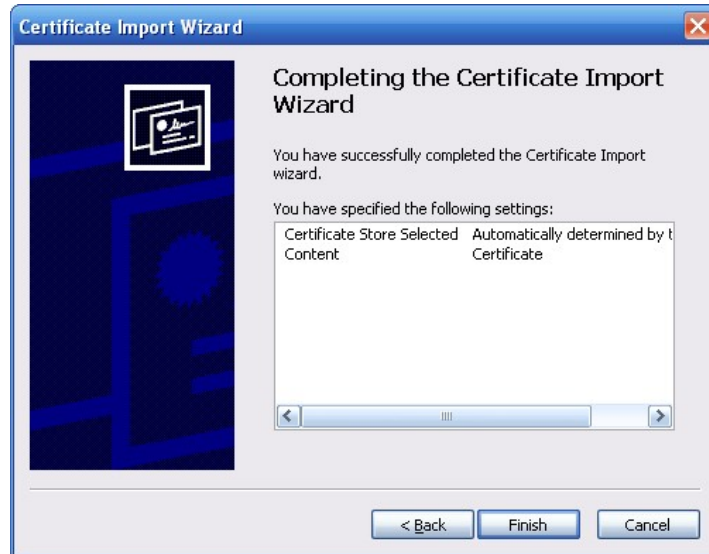 Certificate Import Wizard
Completing the Certificate Import
Wizard
You have successfully completed the Certificate Import
wizard.
You have specified the following settings:
Certificate Store Selected Automatically determined by t
Content Certificate
< Back Finish Cancel